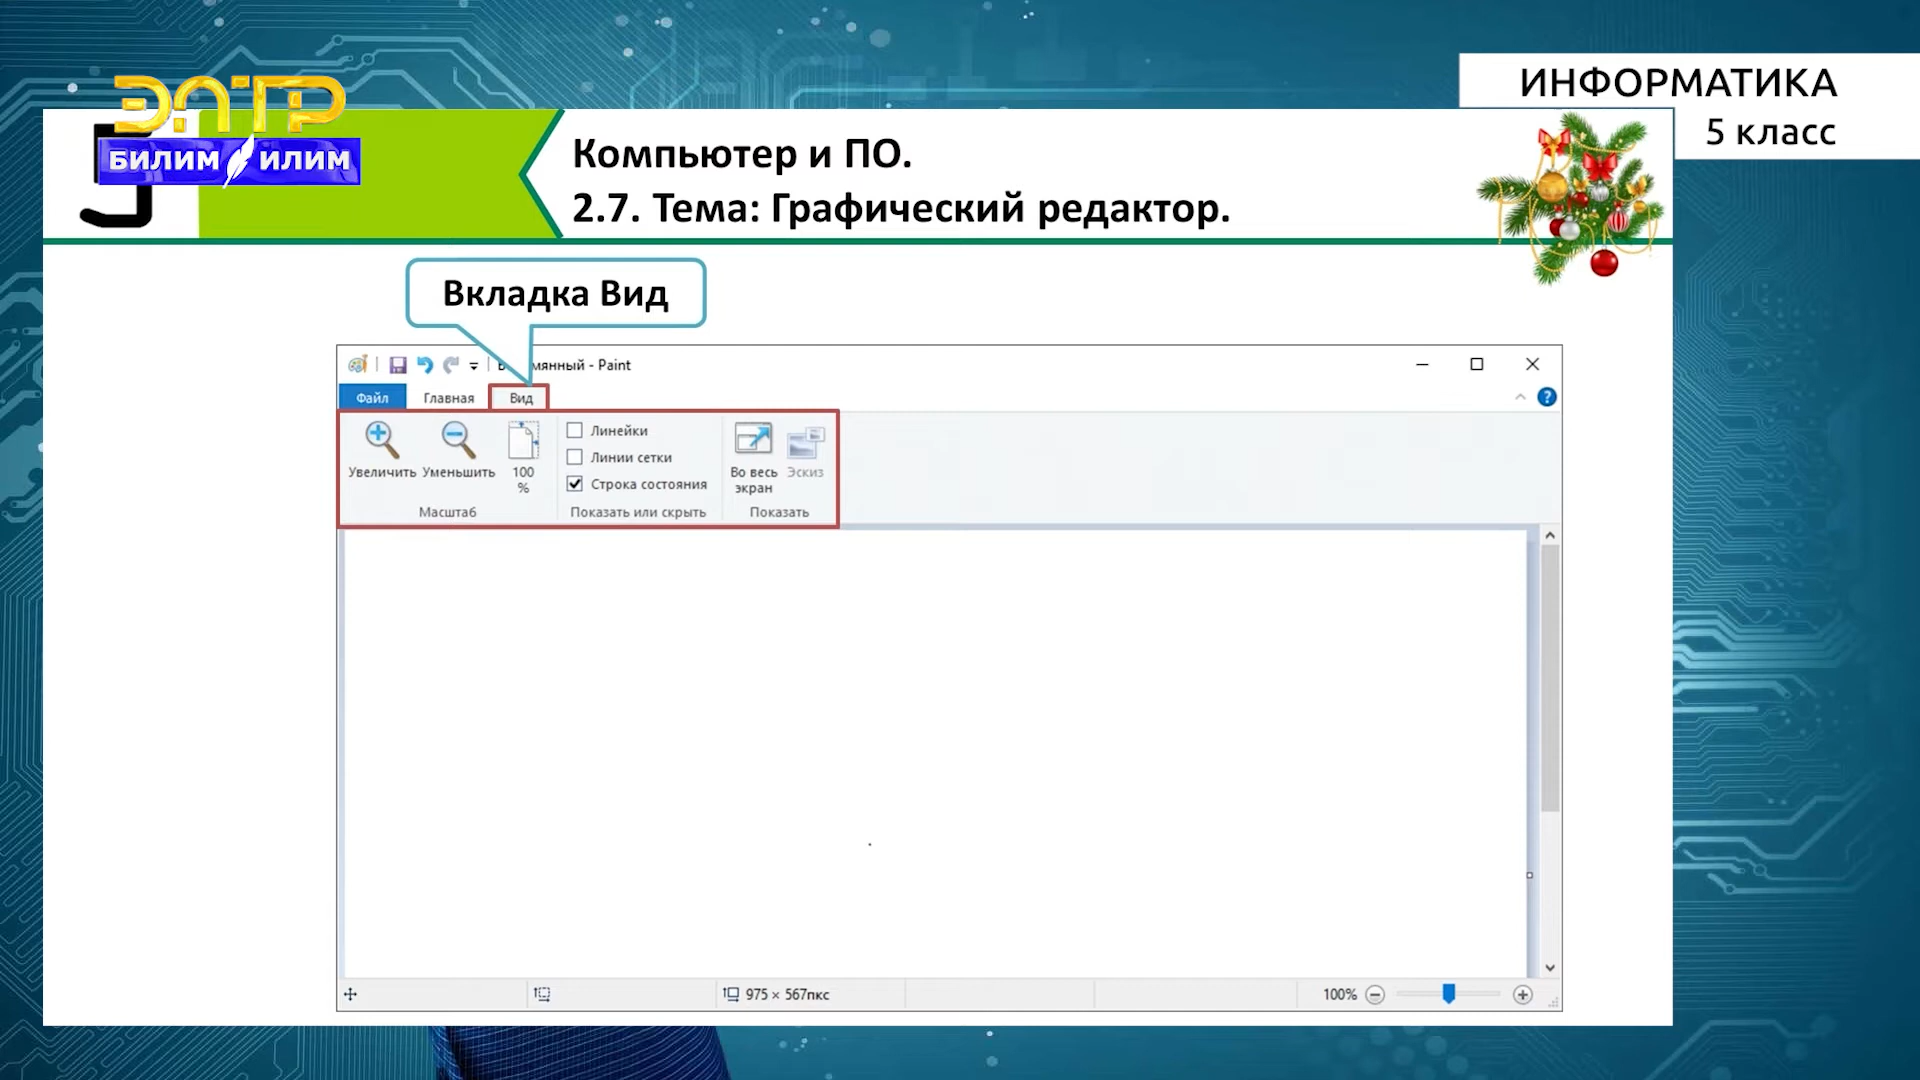 ИНФОРМАТИКА
5 класс
ЭЛТР
БИЛИМ ИЛИМ
5
Компьютер и ПО.
2.7. Тема: Графический редактор.
Вкладка Вид
мянный - Paint
Файл Главная Вид
Увеличить Уменьшить 100 %
Масштаб
Линейки
Линии сетки
Строка состояния
Показать или скрыть
Во весь экран Эскиз
Показать
975 × 567пкс
100%